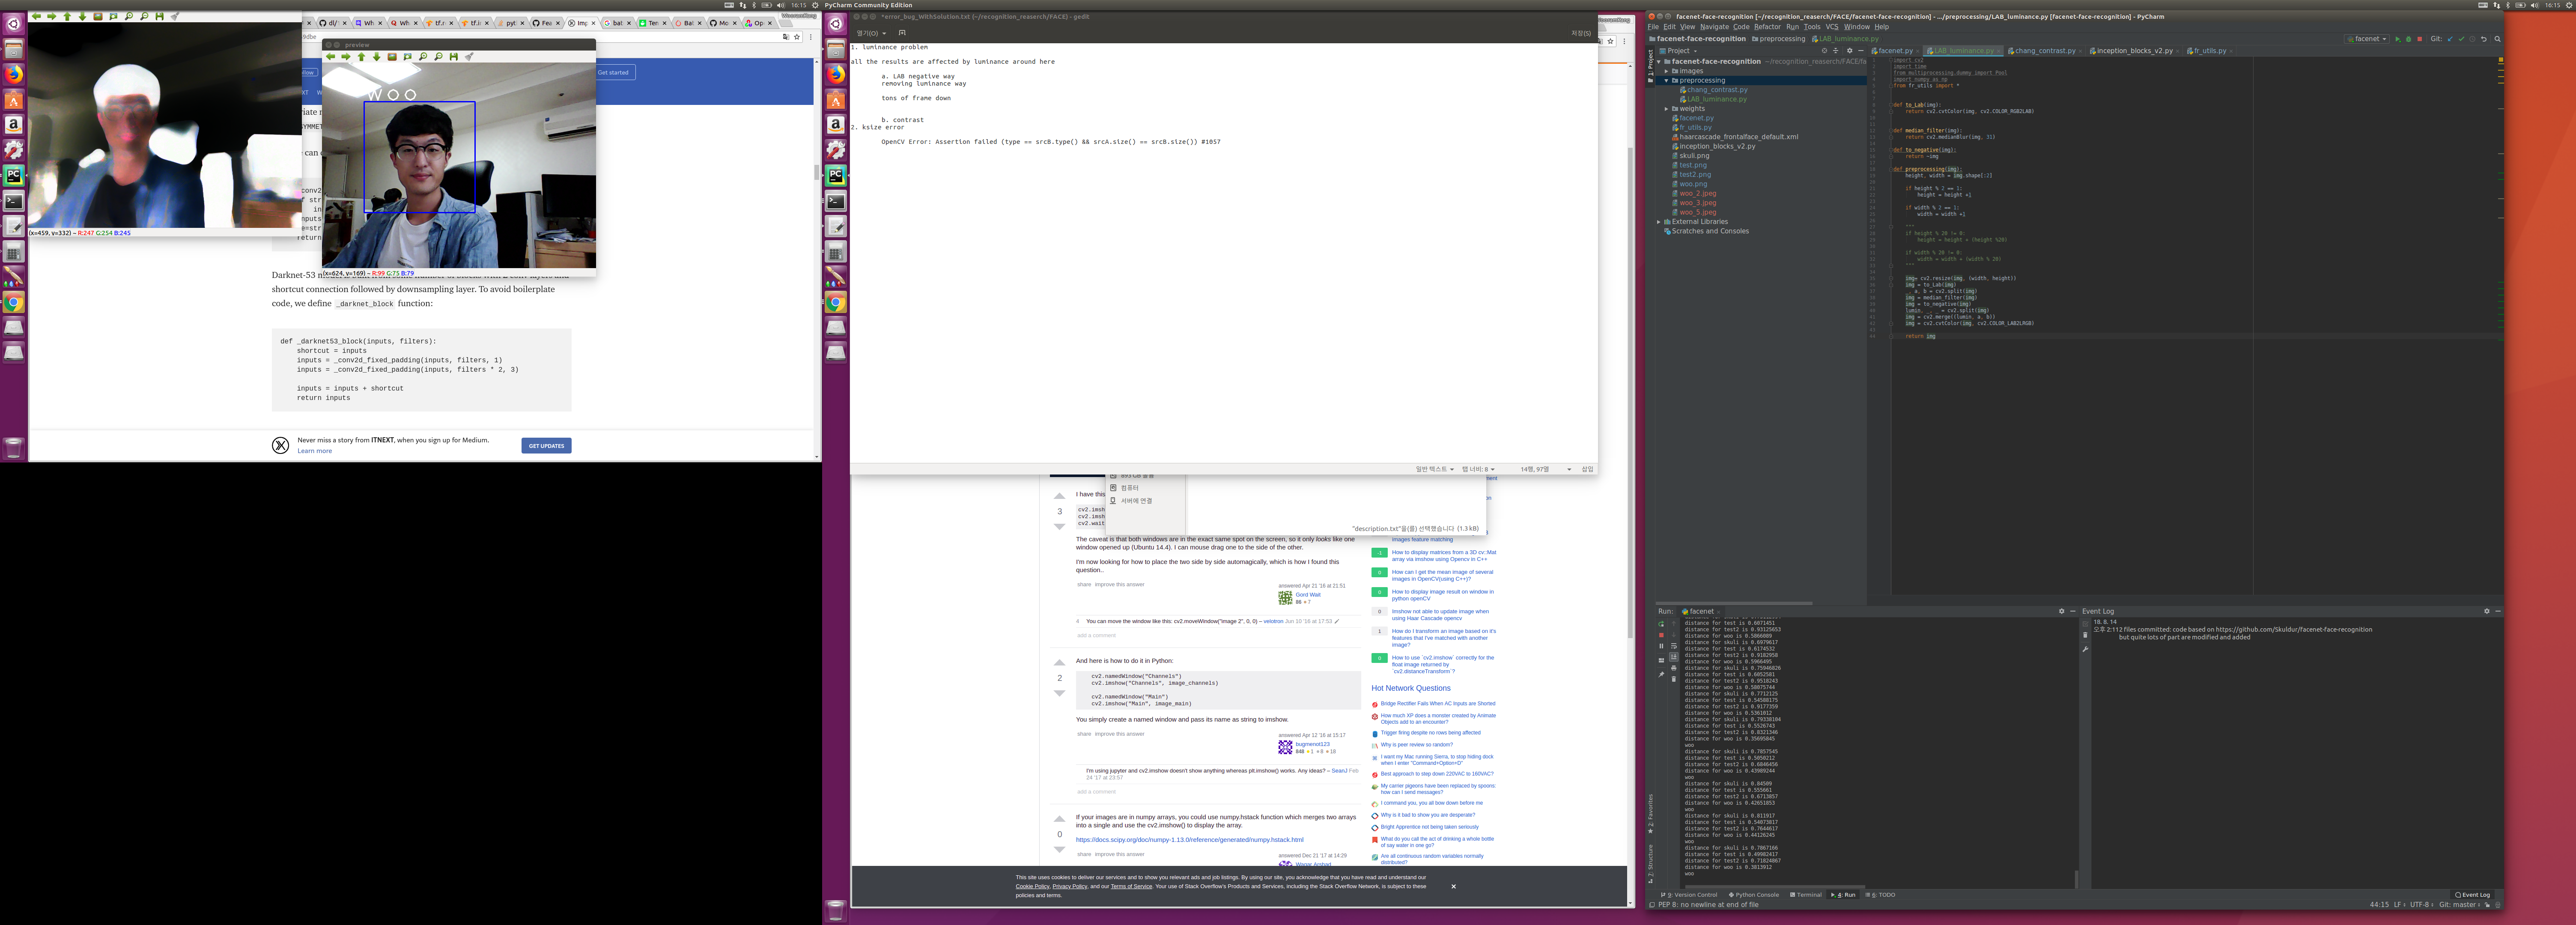 16:15
PyCharm Community Edition
16:15
preview
WOO
(x=459, y=332) ~ R:247 G:254 B:245
(x=624, y=169) ~ R:99 G:75 B:79
Get started
Darknet-53
shortcut connection followed by downsampling layer. To avoid boilerplate
code, we define _darknet_block function:
def _darknet53_block(inputs, filters):
shortcut = inputs
inputs = _conv2d_fixed_padding(inputs, filters, 1)
inputs = _conv2d_fixed_padding(inputs, filters * 2, 3)
inputs = inputs + shortcut
return inputs
Never miss a story from ITNEXT, when you sign up for Medium.
Learn more
GET UPDATES
*error_bug_WithSolution.txt (~/recognition_reaserch/FACE) - gedit
열기(O)
저장(S)
1. luminance problem
all the results are affected by luminance around here
a. LAB negative way
removing luminance way
tons of frame down
b. contrast
2. ksize error
OpenCV Error: Assertion failed (type == srcB.type() && srcA.size() == srcB.size()) #1057
일반 텍스트
탭 너비: 8
14행, 97열
삽입
컴퓨터
서버에 연결
"description.txt"을(를) 선택했습니다 (1.3 kB)
I have this
3
cv2.imsh
cv2.imsh
cv2.wait
The caveat is that both windows are in the exact same spot on the screen, so it only looks like one
window opened up (Ubuntu 14.4). I can mouse drag one to the side of the other.
I'm now looking for how to place the two side by side automatically, which is how I found this
question..
share improve this answer
answered Apr 21 '16 at 21:51
Gord Wait
4 You can move the window like this: cv2.moveWindow("image 2", 0, 0) – velotron Jun 10 '16 at 17:53
add a comment
And here is how to do it in Python:
2
cv2.namedWindow("Channels")
cv2.imshow("Channels", image_channels)
cv2.namedWindow("Main")
cv2.imshow("Main", image_main)
You simply create a named window and pass its name as string to imshow.
share improve this answer
answered Apr 12 '16 at 15:17
bugmenot123
I'm using jupyter and cv2.imshow doesn't show anything whereas plt.imshow() works. Any ideas? – SeanJ Feb
24 '17 at 23:57
add a comment
If your images are in numpy arrays, you could use numpy.hstack function which merges two arrays
into a single and use the cv2.imshow() to display the array.
0
https://docs.scipy.org/doc/numpy-1.13.0/reference/generated/numpy.hstack.html
share improve this answer
answered Dec 21 '17 at 14:29
images feature matching
-1 How to display matrices from a 3D cv::Mat
array via imshow using Opencv in C++
How can I get the mean image of several
images in OpenCV(using C++)?
How to display image result on window in
python openCV
0 Imshow not able to update image when
using Haar Cascade opencv
1 How do I transform an image based on it's
features that I've matched with another
image?
How to use `cv2.imshow` correctly for the
float image returned by
`cv2.distanceTransform`?
Hot Network Questions
Bridge Rectifier Fails When AC Inputs are Shorted
How much XP does a monster created by Animate
Objects add to an encounter?
Trigger firing despite no rows being affected
Why is peer review so random?
I want my Mac running Sierra, to stop hiding dock
when I enter "Command+Option+D"
Best approach to step down 220VAC to 160VAC?
My carrier pigeons have been replaced by spoons:
how can I send messages?
I command you, you all bow down before me
Why is it bad to show you are desperate?
Bright Apprentice not being taken seriously
What do you call the act of drinking a whole bottle
of say water in one go?
Are all continuous random variables normally
distributed?
This site uses cookies to deliver our services and to show you relevant ads and job listings. By using our site, you acknowledge that you have read and understand our
Cookie Policy, Privacy Policy, and our Terms of Service. Your use of Stack Overflow's Products and Services, including the Stack Overflow Network, is subject to these
policies and terms.
facenet-face-recognition [~/recognition_reaserch/FACE/facenet-face-recognition] - .../preprocessing/LAB_luminance.py [facenet-face-recognition] - PyCharm
16:15
File Edit View Navigate Code Refactor Run Tools VCS Window Help
facenet-face-recognition preprocessing LAB_luminance.py
facenet
Git:
Project
facenet.py LAB_luminance.py chang_contrast.py inception_blocks_v2.py fr_utils.py
facenet-face-recognition ~/recognition_reaserch/FACE/fa
images
preprocessing
chang_contrast.py
LAB_luminance.py
weights
facenet.py
fr_utils.py
haarcascade_frontalface_default.xml
inception_blocks_v2.py
skuli.png
test.png
test2.png
woo.png
woo_2.jpeg
woo_3.jpeg
woo_5.jpeg
External Libraries
Scratches and Consoles
import cv2
import time
from multiprocessing.dummy import Pool
import numpy as np
from fr_utils import *
def to_Lab(img):
return cv2.cvtColor(img, cv2.COLOR_RGB2LAB)
def median_filter(img):
return cv2.medianBlur(img, 31)
def to_negative(img):
return ~img
def preprocessing(img):
height, width = img.shape[:2]
if height % 2 == 1:
height = height +1
if width % 2 == 1:
width = width +1
"""
if height % 20 != 0:
height = height + (height %20)
if width % 20 != 0:
width = width + (width % 20)
"""
img= cv2.resize(img, (width, height))
img = to_Lab(img)
_, a, b = cv2.split(img)
img = median_filter(img)
img = to_negative(img)
lumin, _, _ = cv2.split(img)
img = cv2.merge((lumin, a, b))
img = cv2.cvtColor(img, cv2.COLOR_LAB2LRGB)
return img
Run: facenet
distance for test is 0.6071451
distance for test2 is 0.93125653
distance for woo is 0.5866089
distance for skuli is 0.6979617
distance for test is 0.6174532
distance for test2 is 0.9182958
distance for woo is 0.5966495
distance for skuli is 0.75946826
distance for test is 0.6052581
distance for test2 is 0.9518243
distance for woo is 0.58075744
distance for skuli is 0.7712125
distance for test is 0.54580175
distance for test2 is 0.9177359
distance for woo is 0.5361012
distance for skuli is 0.79338104
distance for test is 0.5526743
distance for test2 is 0.8321346
distance for woo is 0.35695845
woo
distance for skuli is 0.7857545
distance for test is 0.5050212
distance for test2 is 0.6846456
distance for woo is 0.43989244
woo
distance for skuli is 0.84509
distance for test is 0.555661
distance for test2 is 0.6713857
distance for woo is 0.42651853
woo
distance for skuli is 0.811917
distance for test is 0.54073817
distance for test2 is 0.7644617
distance for woo is 0.44126245
woo
distance for skuli is 0.7867166
distance for test is 0.49982417
distance for test2 is 0.71824067
distance for woo is 0.3813912
woo
Event Log
18. 8. 14
오후 2:11 2 files committed: code based on https://github.com/Skuldur/facenet-face-recognition
but quite lots of part are modified and added
9: Version Control Python Console Terminal 4: Run 6: TODO
Event Log
PEP 8: no newline at end of file
44:15 LF UTF-8 Git: master